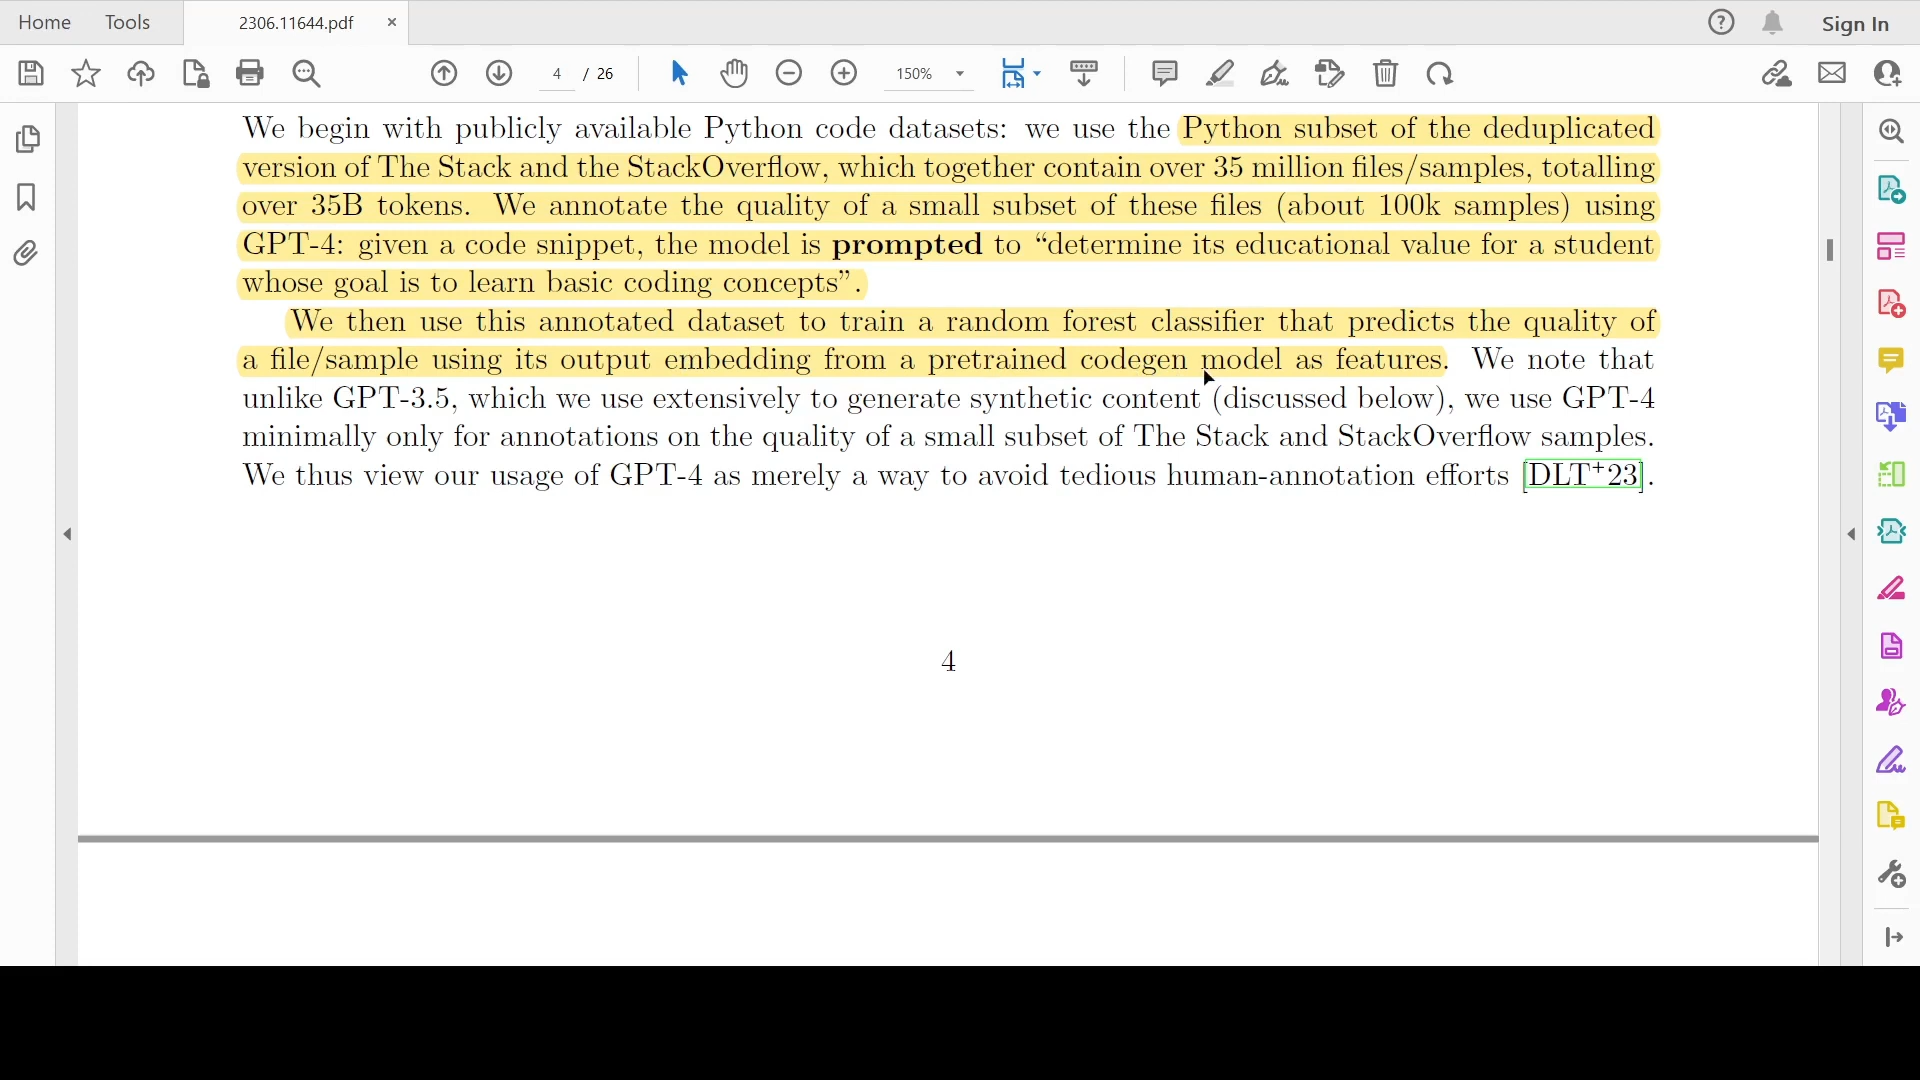 Home Tools 2306.11644.pdf × Sign In
4 / 26 150%
We begin with publicly available Python code datasets: we use the Python subset of the deduplicated
version of The Stack and the StackOverflow, which together contain over 35 million files/samples, totalling
over 35B tokens. We annotate the quality of a small subset of these files (about 100k samples) using
GPT-4: given a code snippet, the model is prompted to “determine its educational value for a student
whose goal is to learn basic coding concepts”.
We then use this annotated dataset to train a random forest classifier that predicts the quality of
a file/sample using its output embedding from a pretrained codegen model as features. We note that
unlike GPT-3.5, which we use extensively to generate synthetic content (discussed below), we use GPT-4
minimally only for annotations on the quality of a small subset of The Stack and StackOverflow samples.
We thus view our usage of GPT-4 as merely a way to avoid tedious human-annotation efforts [DLT⁺23].
4